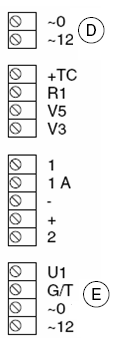 ~0
D
~12
+TC
R1
V5
V3
1
1 A
-
+
2
U1
G/T
E
~0
~12